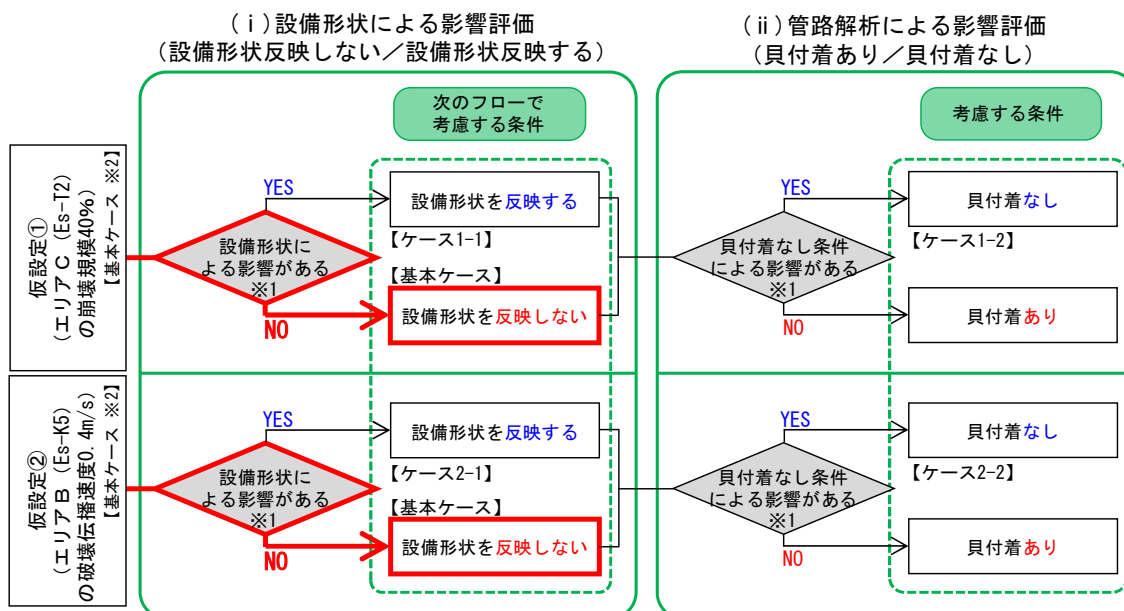 (ⅰ)設備形状による影響評価
(設備形状反映しない/設備形状反映する)
(ⅱ)管路解析による影響評価
(貝付着あり/貝付着なし)
次のフローで
考慮する条件
考慮する条件
仮設定①
(エリアC(Es-T2)
の崩壊規模40%)
【基本ケース ※2】
設備形状に
よる影響がある
※1
YES
設備形状を反映する
【ケース1-1】
【基本ケース】
NO
設備形状を反映しない
貝付着なし条件
による影響がある
※1
YES
貝付着なし
【ケース1-2】
NO
貝付着あり
仮設定②
(エリアB(Es-K5)
の破壊伝播速度0.4m/s)
【基本ケース ※2】
設備形状に
よる影響がある
※1
YES
設備形状を反映する
【ケース2-1】
【基本ケース】
NO
設備形状を反映しない
貝付着なし条件
による影響がある
※1
YES
貝付着なし
【ケース2-2】
NO
貝付着あり